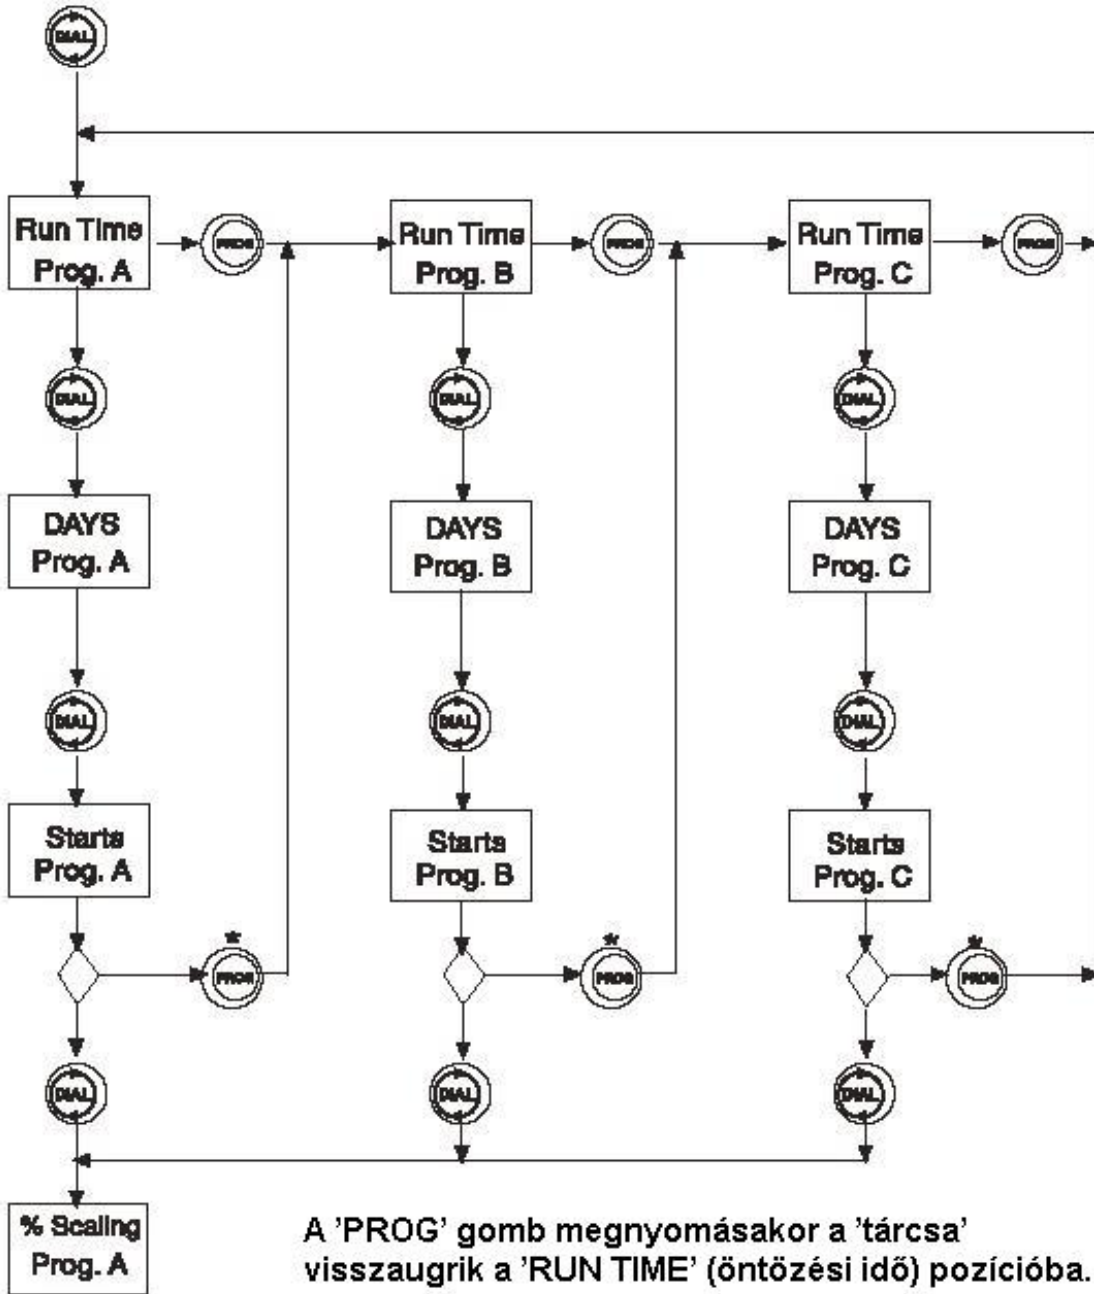 DIAL
Run Time
Prog. A
PROG
Run Time
Prog. B
PROG
Run Time
Prog. C
PROG
DIAL
DIAL
DIAL
DAYS
Prog. A
DAYS
Prog. B
DAYS
Prog. C
DIAL
DIAL
DIAL
Starts
Prog. A
Starts
Prog. B
Starts
Prog. C
*
*
*
PROG
PROG
PROG
DIAL
DIAL
DIAL
% Scaling
Prog. A
A 'PROG' gomb megnyomásakor a 'tárcsa'
visszaugrik a 'RUN TIME' (öntözési idő) pozícióba.